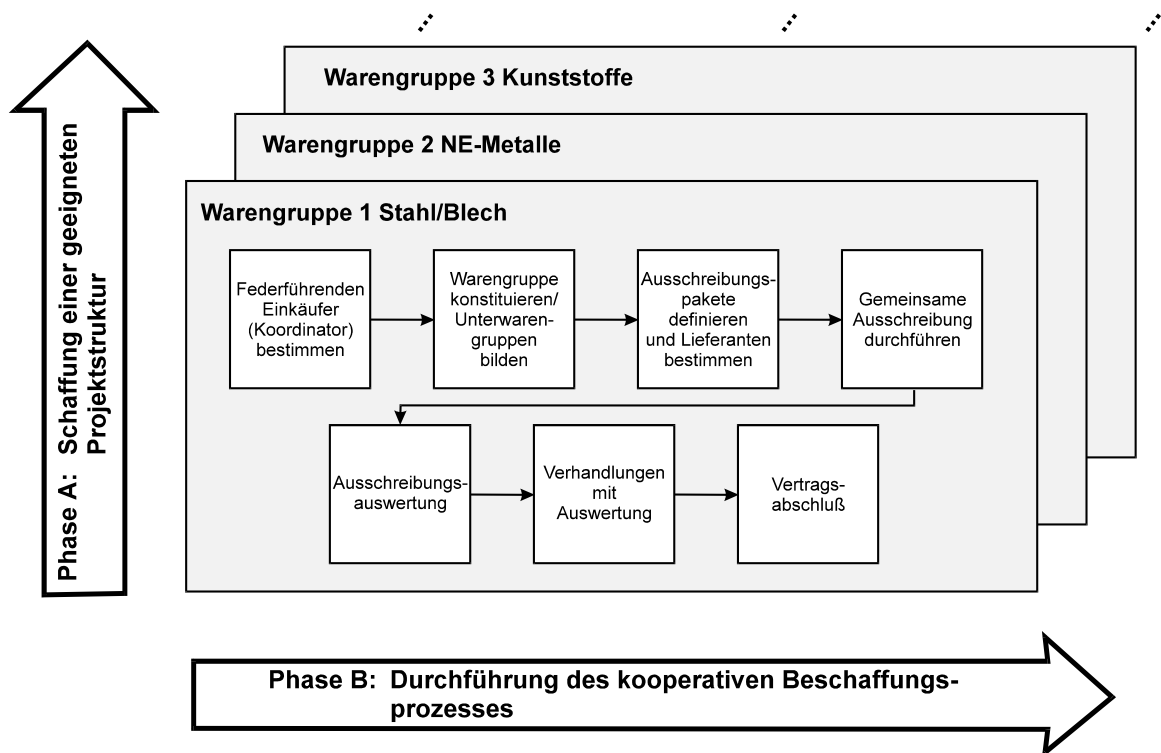 Warengruppe 3 Kunststoffe
Warengruppe 2 NE-Metalle
Warengruppe 1 Stahl/Blech
Federführenden
Einkäufer
(Koordinator)
bestimmen
Warengruppe
konstituieren/
Unterwaren-
gruppen
bilden
Ausschreibungs-
pakete
definieren
und Lieferanten
bestimmen
Gemeinsame
Ausschreibung
durchführen
Ausschreibungs-
auswertung
Verhandlungen
mit
Auswertung
Vertrags-
abschluß
Phase A: Schaffung einer geeigneten
Projektstruktur
Phase B: Durchführung des kooperativen Beschaffungs-
prozesses